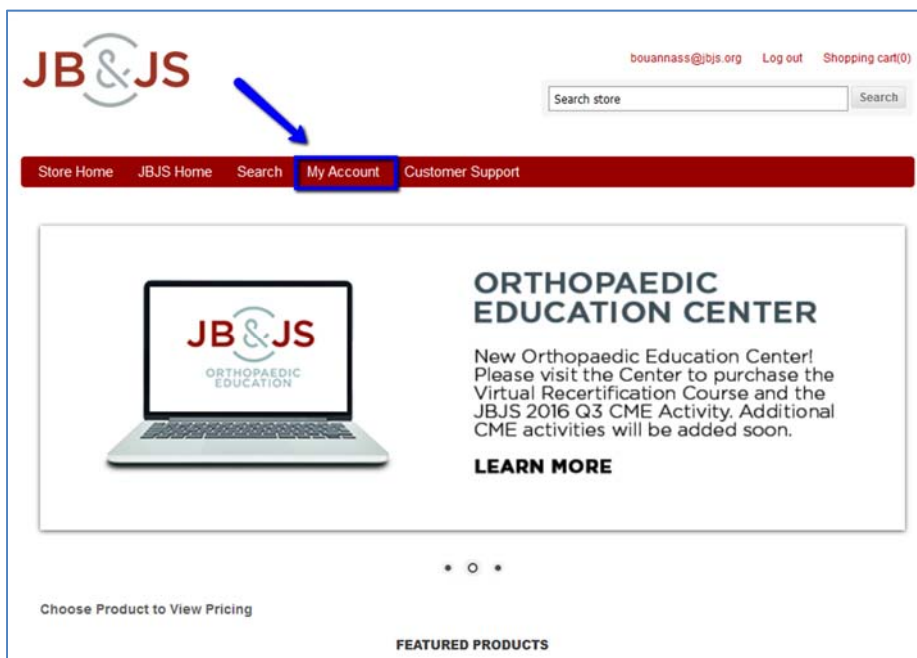 JB&JS
bouannass@jbjs.org Log out Shopping cart(0)
Search store Search
Store Home JBJS Home Search My Account Customer Support
JB&JS
ORTHOPAEDIC
EDUCATION
ORTHOPAEDIC
EDUCATION CENTER
New Orthopaedic Education Center!
Please visit the Center to purchase the
Virtual Recertification Course and the
JBJS 2016 Q3 CME Activity. Additional
CME activities will be added soon.
LEARN MORE
Choose Product to View Pricing
FEATURED PRODUCTS